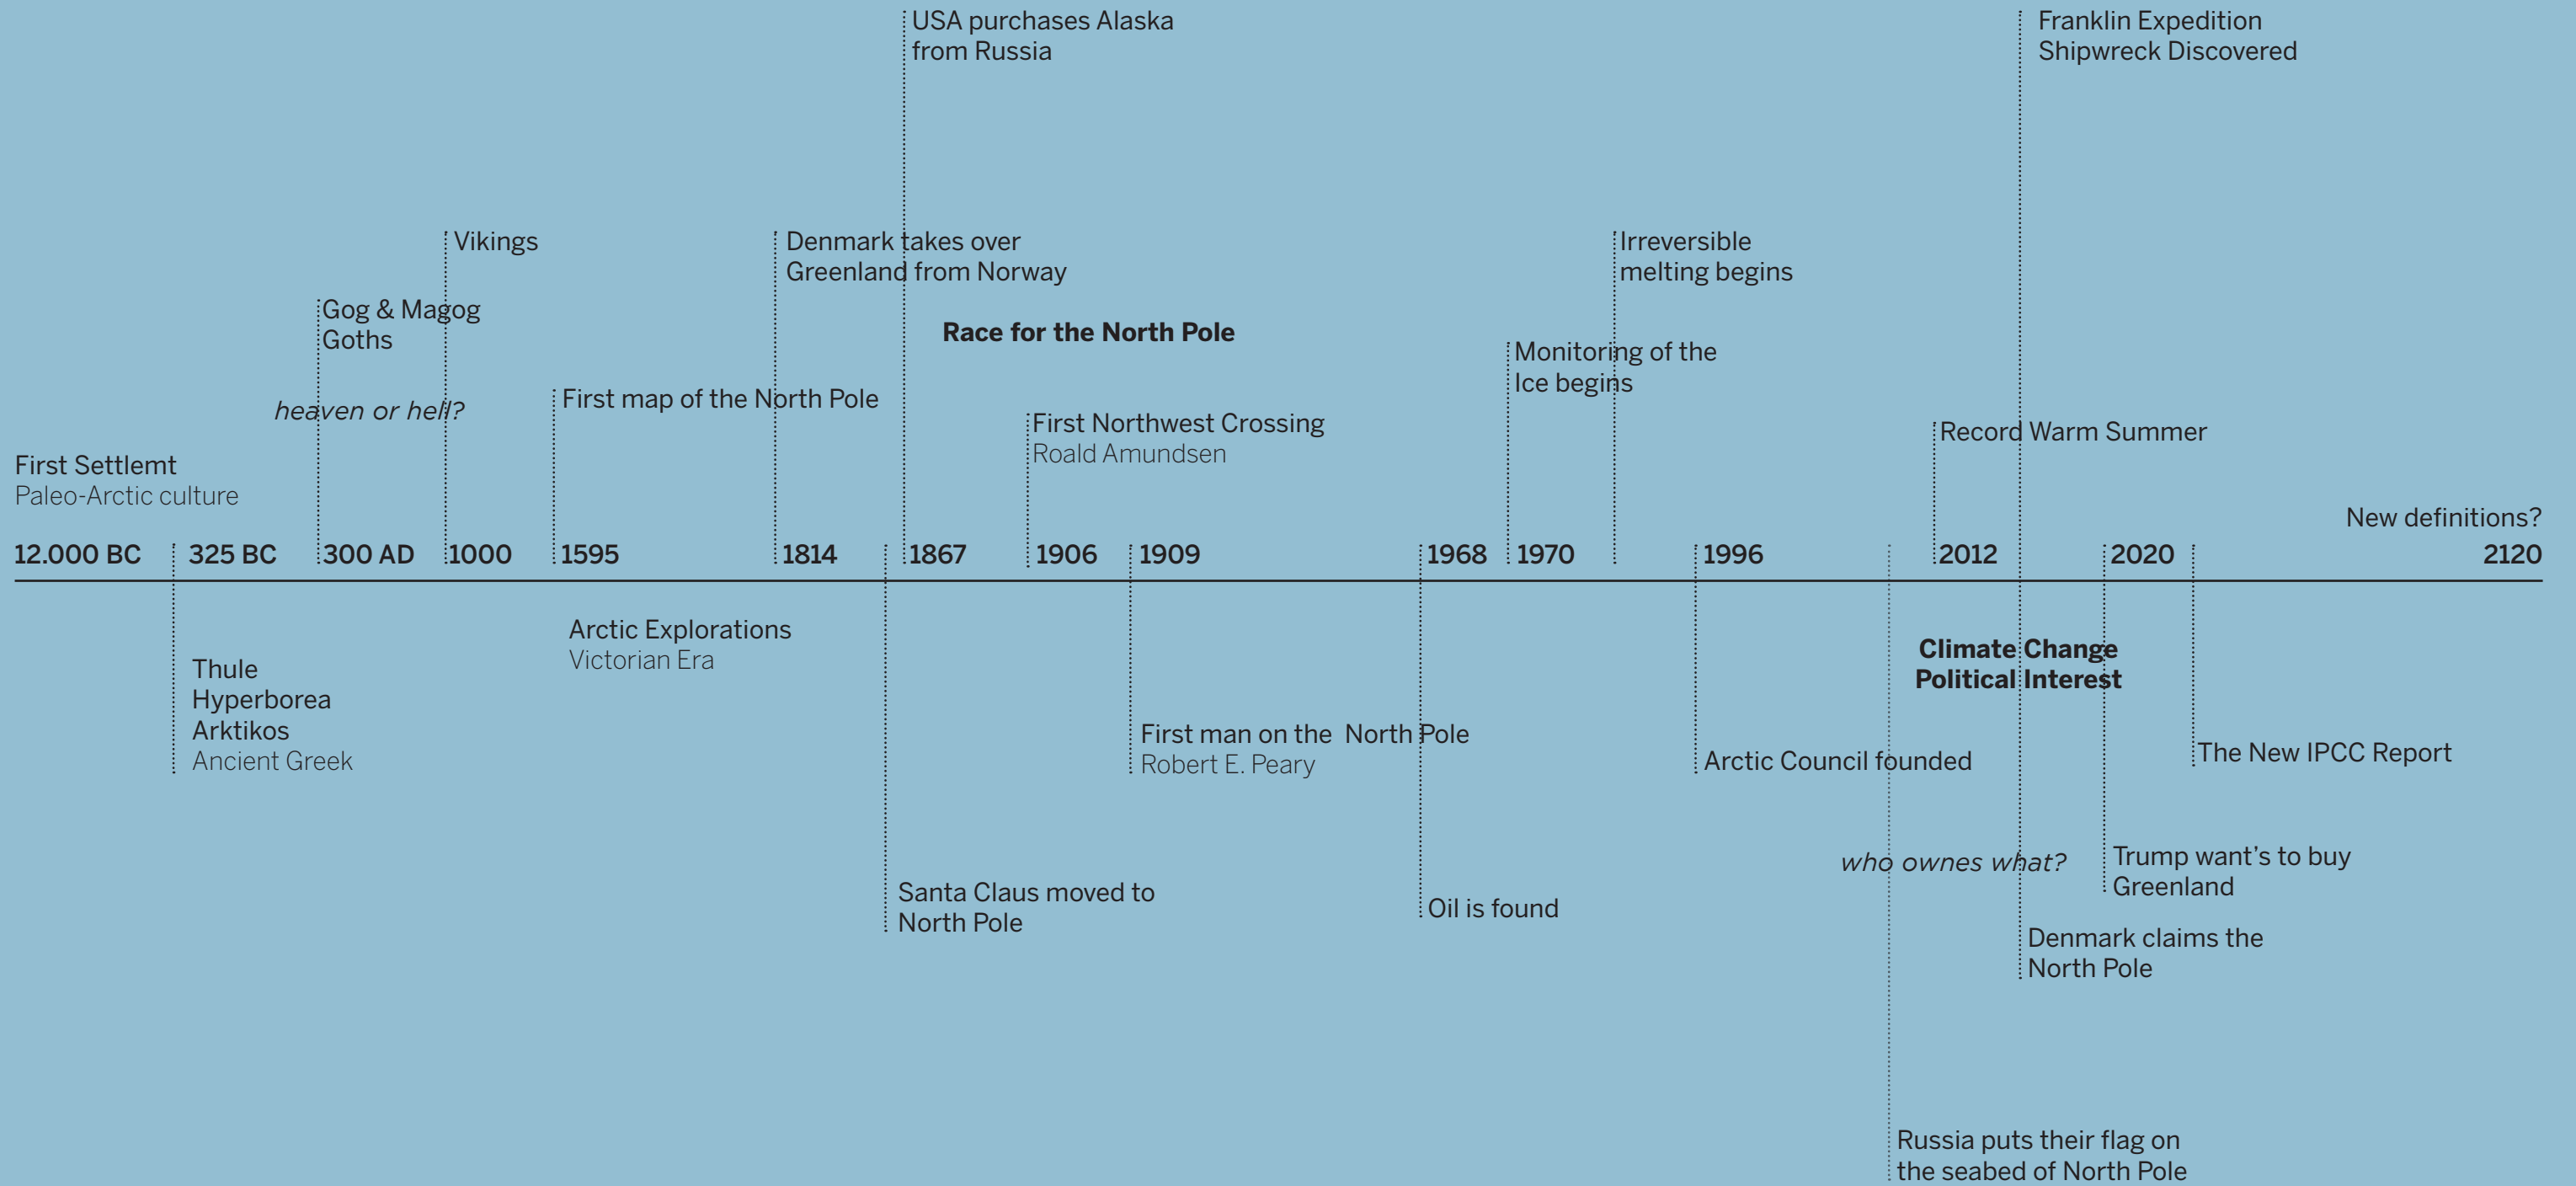 USA purchases Alaska
from Russia
Franklin Expedition
Shipwreck Discovered
Vikings
Denmark takes over
Greenland from Norway
Irreversible
melting begins
Gog & Magog
Goths
Race for the North Pole
Monitoring of the
Ice begins
heaven or hell?
First map of the North Pole
First Northwest Crossing
Roald Amundsen
Record Warm Summer
First Settlemt
Paleo-Arctic culture
New definitions?
12.000 BC 325 BC 300 AD 1000 1595 1814 1867 1906 1909 1968 1970 1996 2012 2020 2120
Arctic Explorations
Victorian Era
Climate Change
Political Interest
Thule
Hyperborea
Arktikos
Ancient Greek
First man on the North Pole
Robert E. Peary
Arctic Council founded
The New IPCC Report
who ownes what?
Trump want's to buy
Greenland
Santa Claus moved to
North Pole
Oil is found
Denmark claims the
North Pole
Russia puts their flag on
the seabed of North Pole